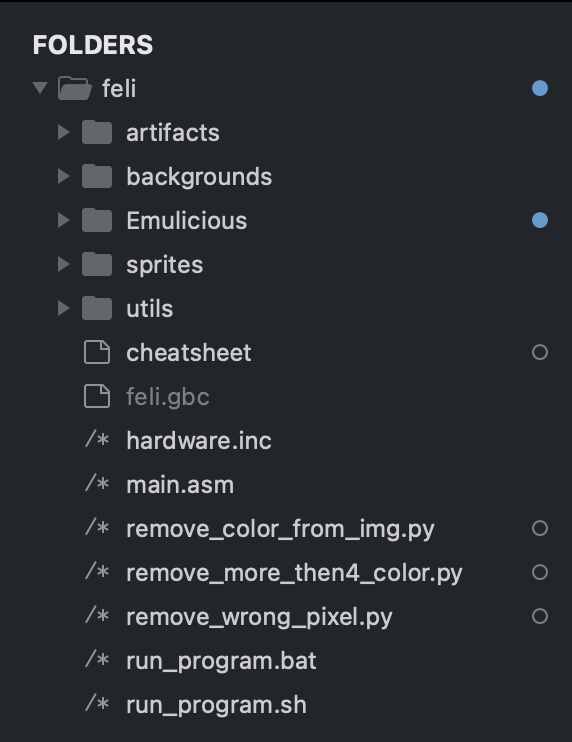 FOLDERS
feli
artifacts
backgrounds
Emulicious
sprites
utils
cheatsheet
feli.gbc
/* hardware.inc
/* main.asm
/* remove_color_from_img.py
/* remove_more_then4_color.py
/* remove_wrong_pixel.py
/* run_program.bat
/* run_program.sh